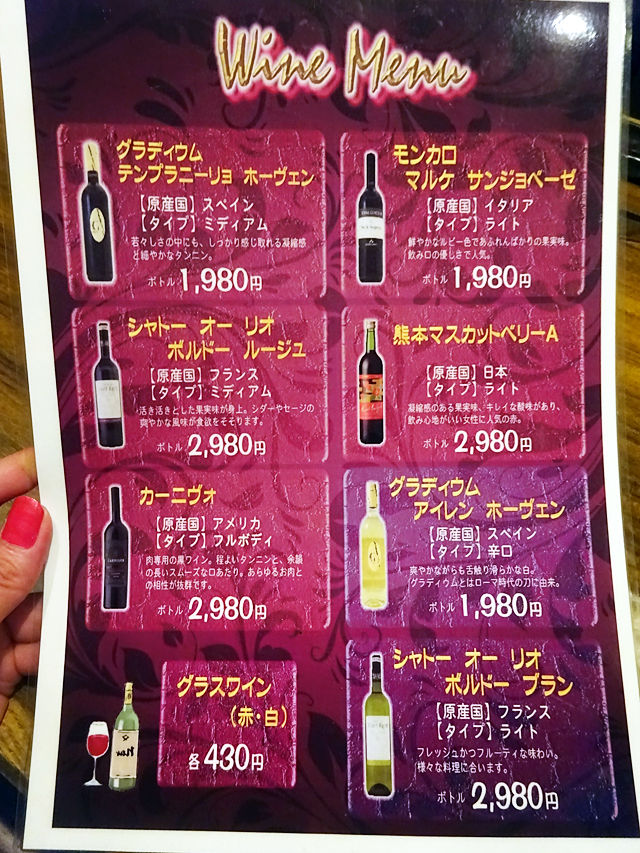 Wine Menu
グラディウム
テンプラニーリョ ホーヴェン
【原産国】スペイン
【タイプ】ミディアム
若々しさの中にも、しっかり感じ取れる凝縮感
と細やかなタンニン。
ボトル 1,980円
モンカロ
マルケ サンジョベーゼ
【原産国】イタリア
【タイプ】ライト
鮮やかなルビー色であふれんばかりの果実味。
飲み口の優しさで人気。
ボトル 1,980円
シャトー オー リオ
ボルドー ルージュ
【原産国】フランス
【タイプ】ミディアム
活き活きとした果実味が身上。シダーやセージの
爽やかな風味が食欲をそそります。
ボトル 2,980円
熊本マスカットベリーA
【原産国】日本
【タイプ】ライト
凝縮感のある果実味、キレイな酸味があり、
飲み心地がいい女性に人気の赤。
ボトル 2,980円
カーニヴォ
【原産国】アメリカ
【タイプ】フルボディ
肉専用の黒ワイン。程よいタンニンと、余韻
の長いスムーズな口あたり。あらゆるお肉と
の相性が抜群です。
ボトル 2,980円
グラディウム
アイレン ホーヴェン
【原産国】スペイン
【タイプ】辛口
爽やかながらも舌触り滑らかな白。
グラディウムとはローマ時代の刀に由来。
ボトル 1,980円
グラスワイン
（赤・白）
各430円
シャトー オー リオ
ボルドー ブラン
【原産国】フランス
【タイプ】ライト
フレッシュかつフルーティな味わい。
様々な料理に合います。
ボトル 2,980円